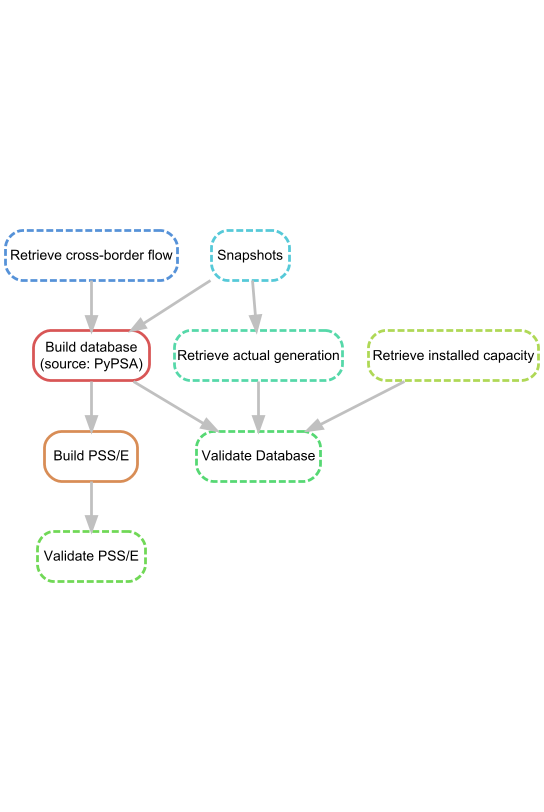 Retrieve cross-border flow
Snapshots
Build database
(source: PyPSA)
Retrieve actual generation
Retrieve installed capacity
Build PSS/E
Validate Database
Validate PSS/E